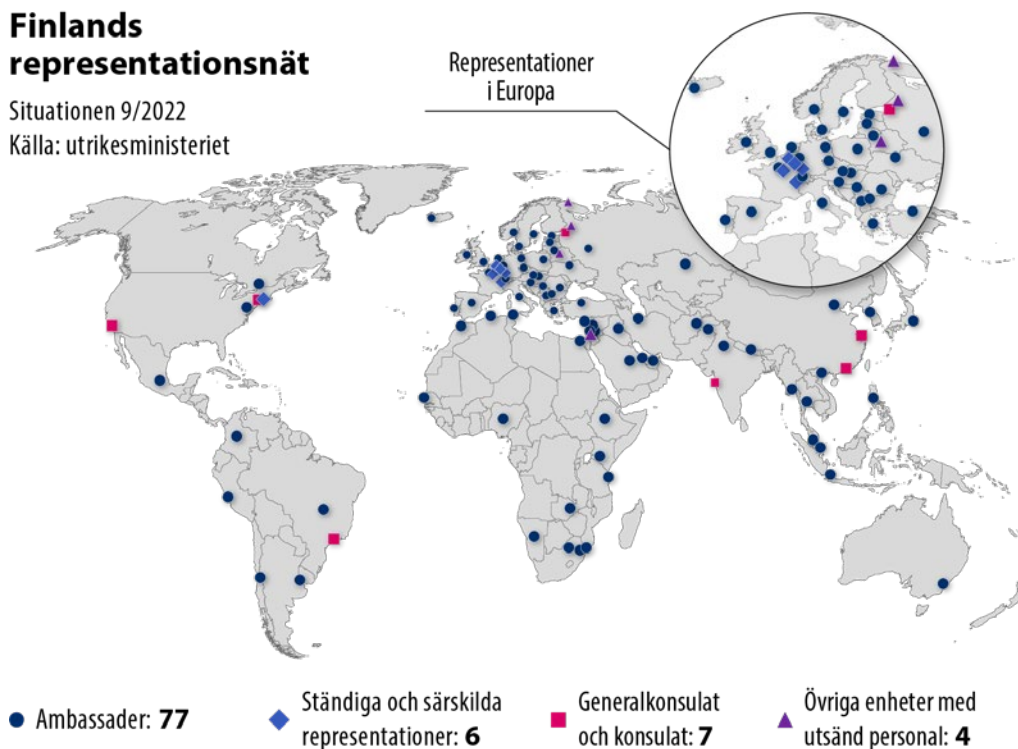 Finlands
representationsnät
Situationen 9/2022
Källa: utrikesministeriet
Representationer
i Europa
Ambassader: 77
Ständiga och särskilda
representationer: 6
Generalkonsulat
och konsulat: 7
Övriga enheter med
utsänd personal: 4